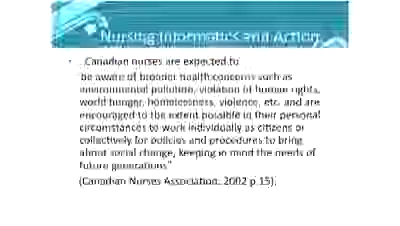 Nursing Informatics and Action
• . Canadian nurses are expected to
be aware of broader health concerns such as
environmental pollution, violation of human rights,
world hunger, homelessness, violence, etc. and are
encouraged to the extent possible in their personal
circumstances to work individually as citizens or
collectively for policies and procedures to bring
about social change, keeping in mind the needs of
future generations"
(Canadian Nurses Association, 2002 p 15).